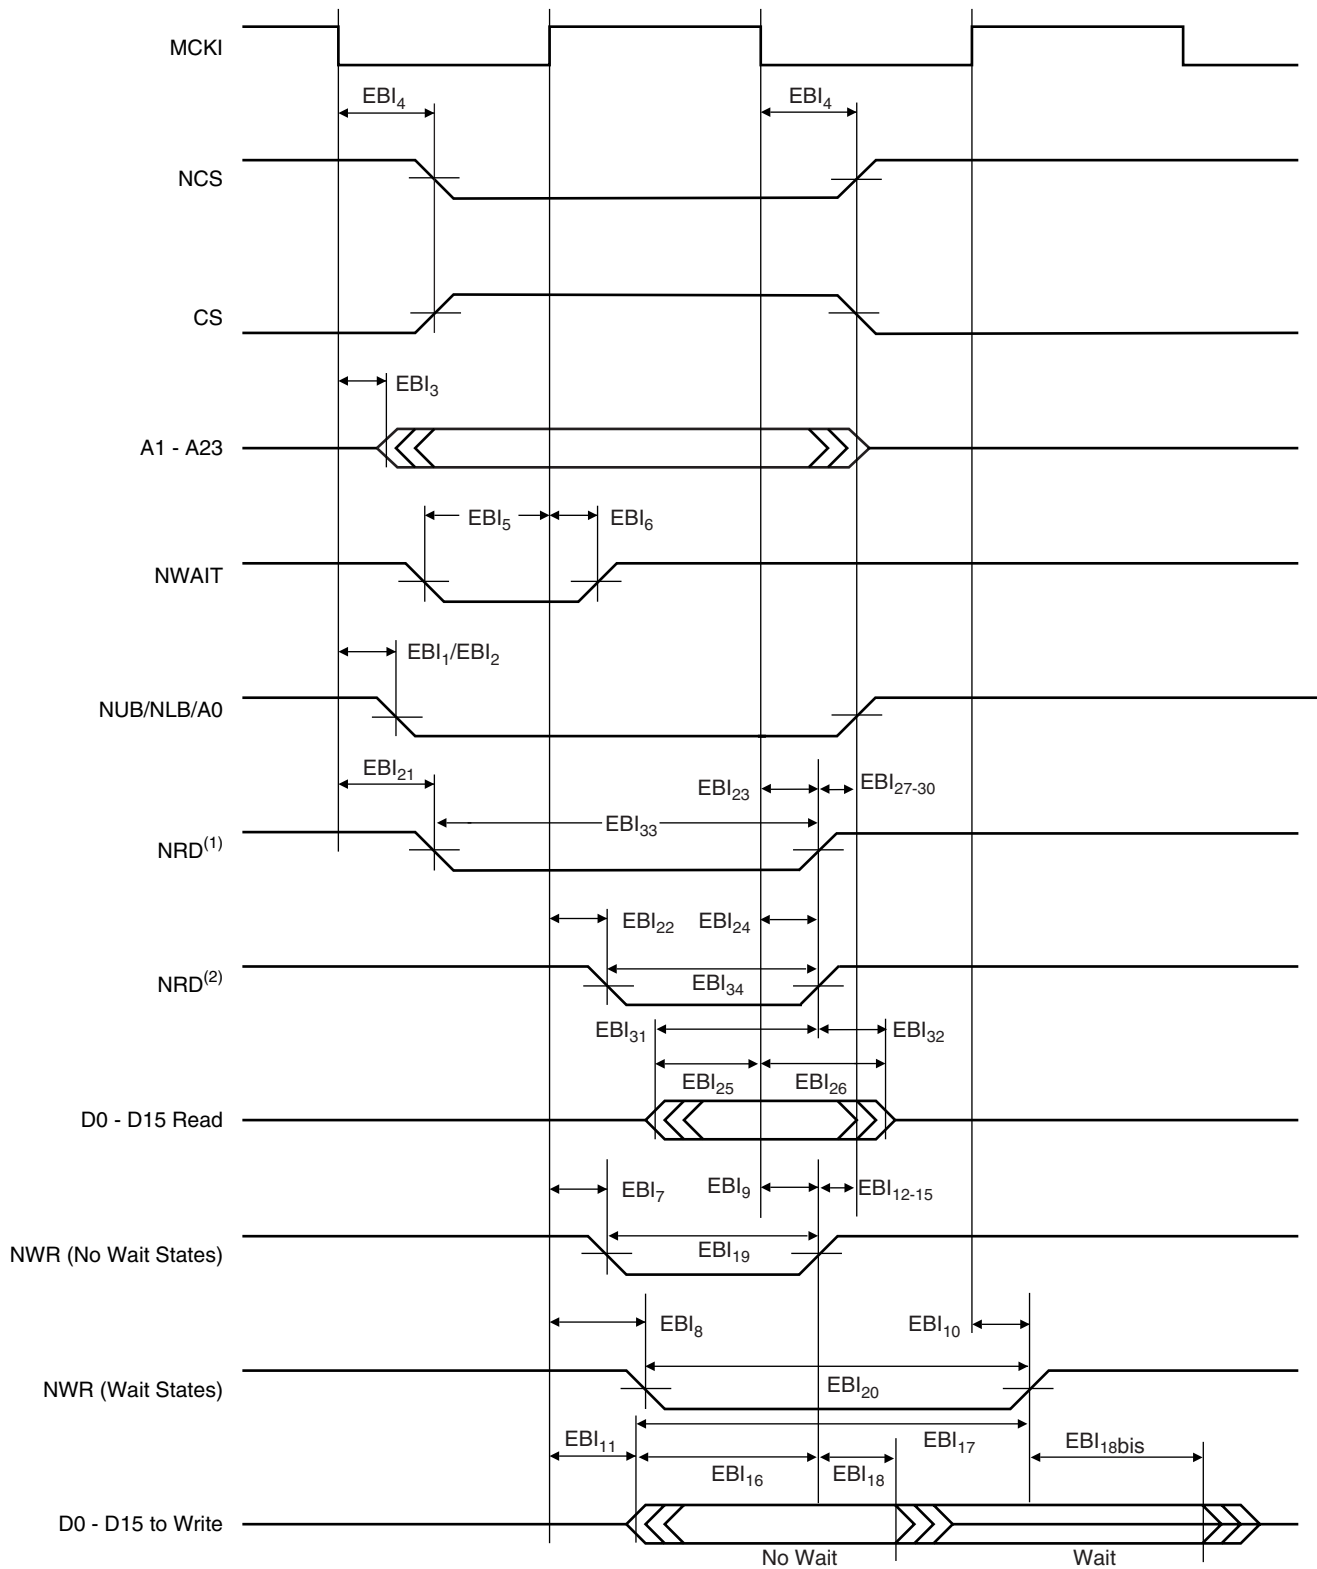 MCKI
EBI4 EBI4
NCS
CS
EBI3
A1 - A23
EBI5 EBI6
NWAIT
EBI1/EBI2
NUB/NLB/A0
EBI21 EBI23 EBI27-30
EBI33
NRD(1)
EBI22 EBI24
NRD(2) EBI34
EBI31 EBI32
EBI25 EBI26
D0 - D15 Read
EBI7 EBI9 EBI12-15
NWR (No Wait States) EBI19
EBI8 EBI10
NWR (Wait States) EBI20
EBI11 EBI17 EBI18bis
EBI16 EBI18
D0 - D15 to Write
No Wait Wait